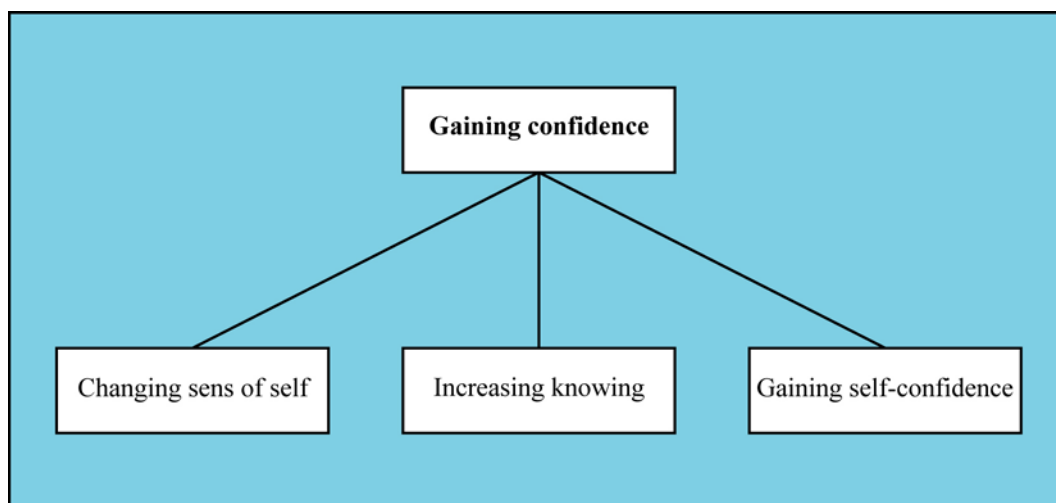 Gaining confidence
Changing sens of self
Increasing knowing
Gaining self-confidence